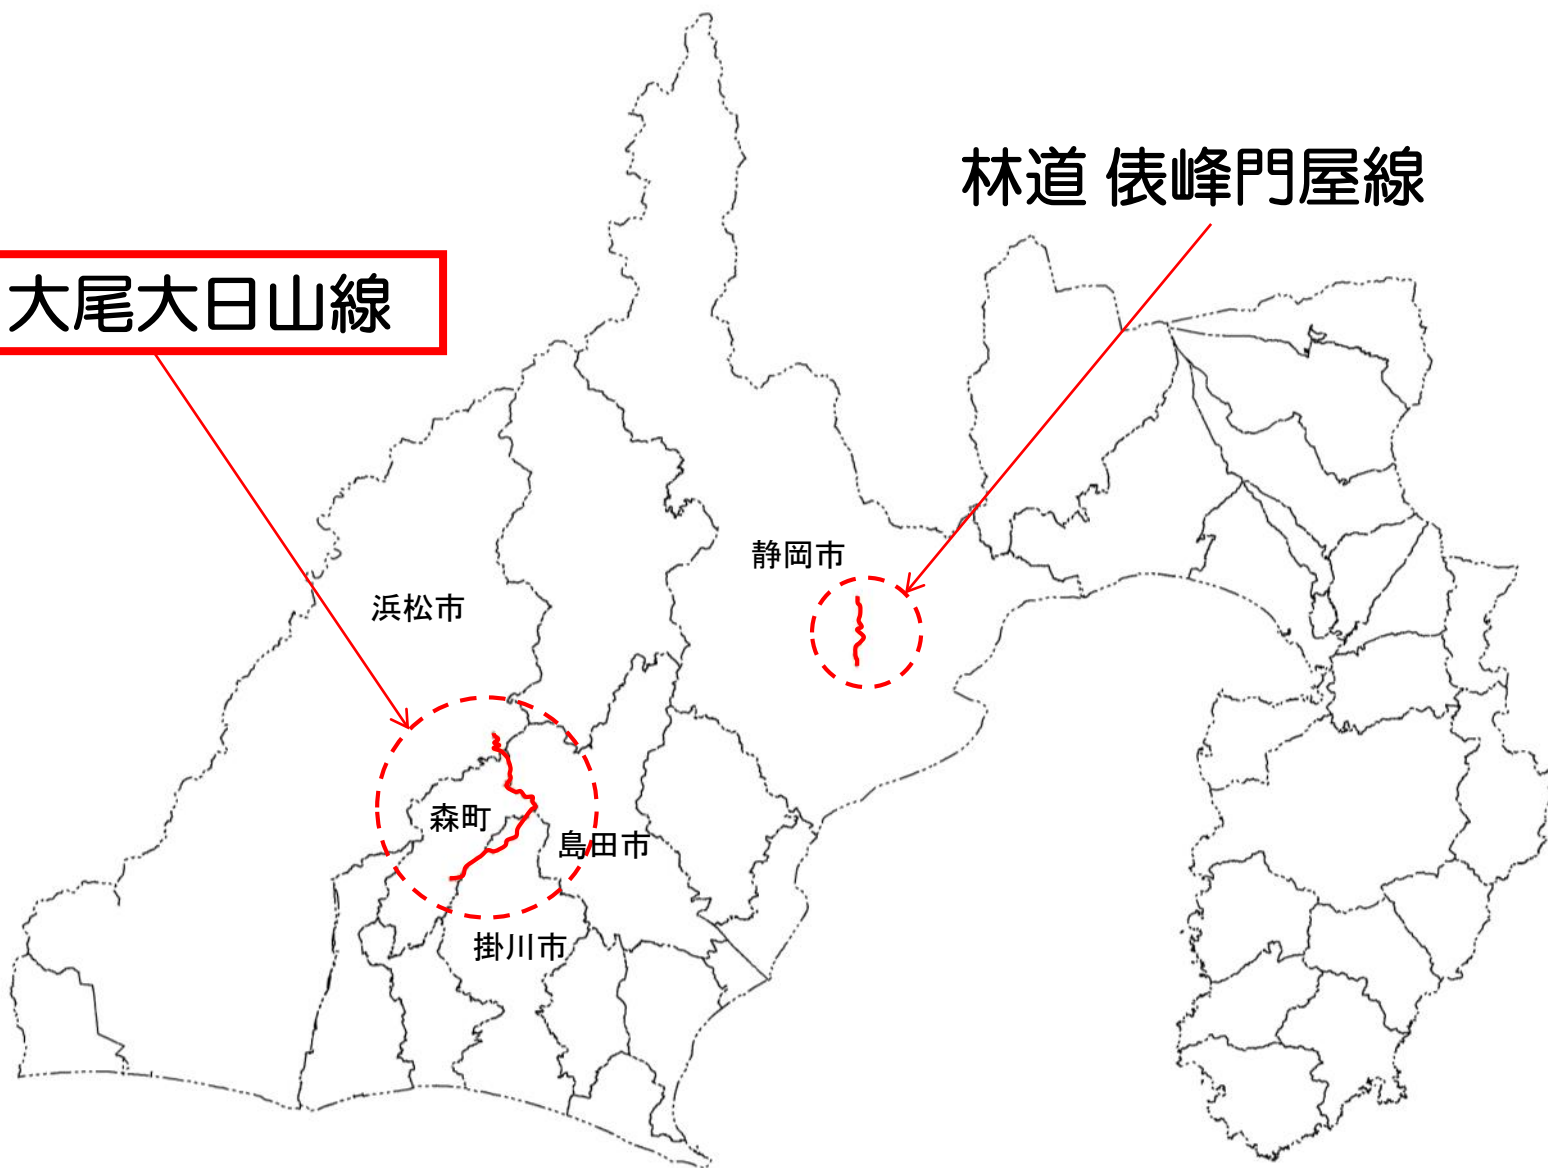 林道 俵峰門屋線
大尾大日山線
静岡市
浜松市
森町
島田市
掛川市